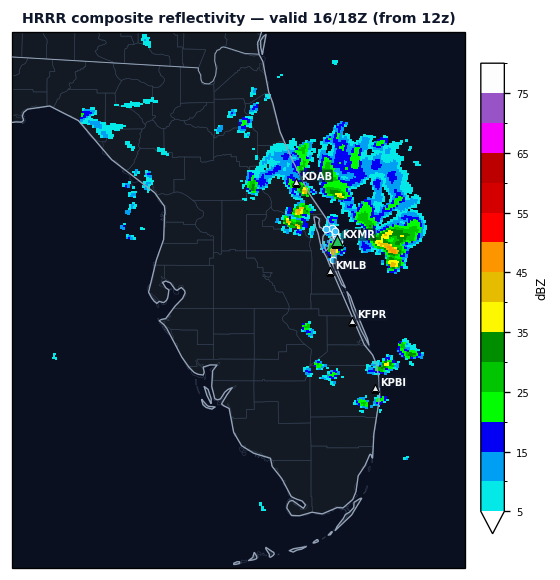 HRRR composite reflectivity — valid 16/18Z (from 12z)
75
65
55
45
35
25
15
5
dBZ
KDAB
KXMR
KMLB
KFPR
KPBI